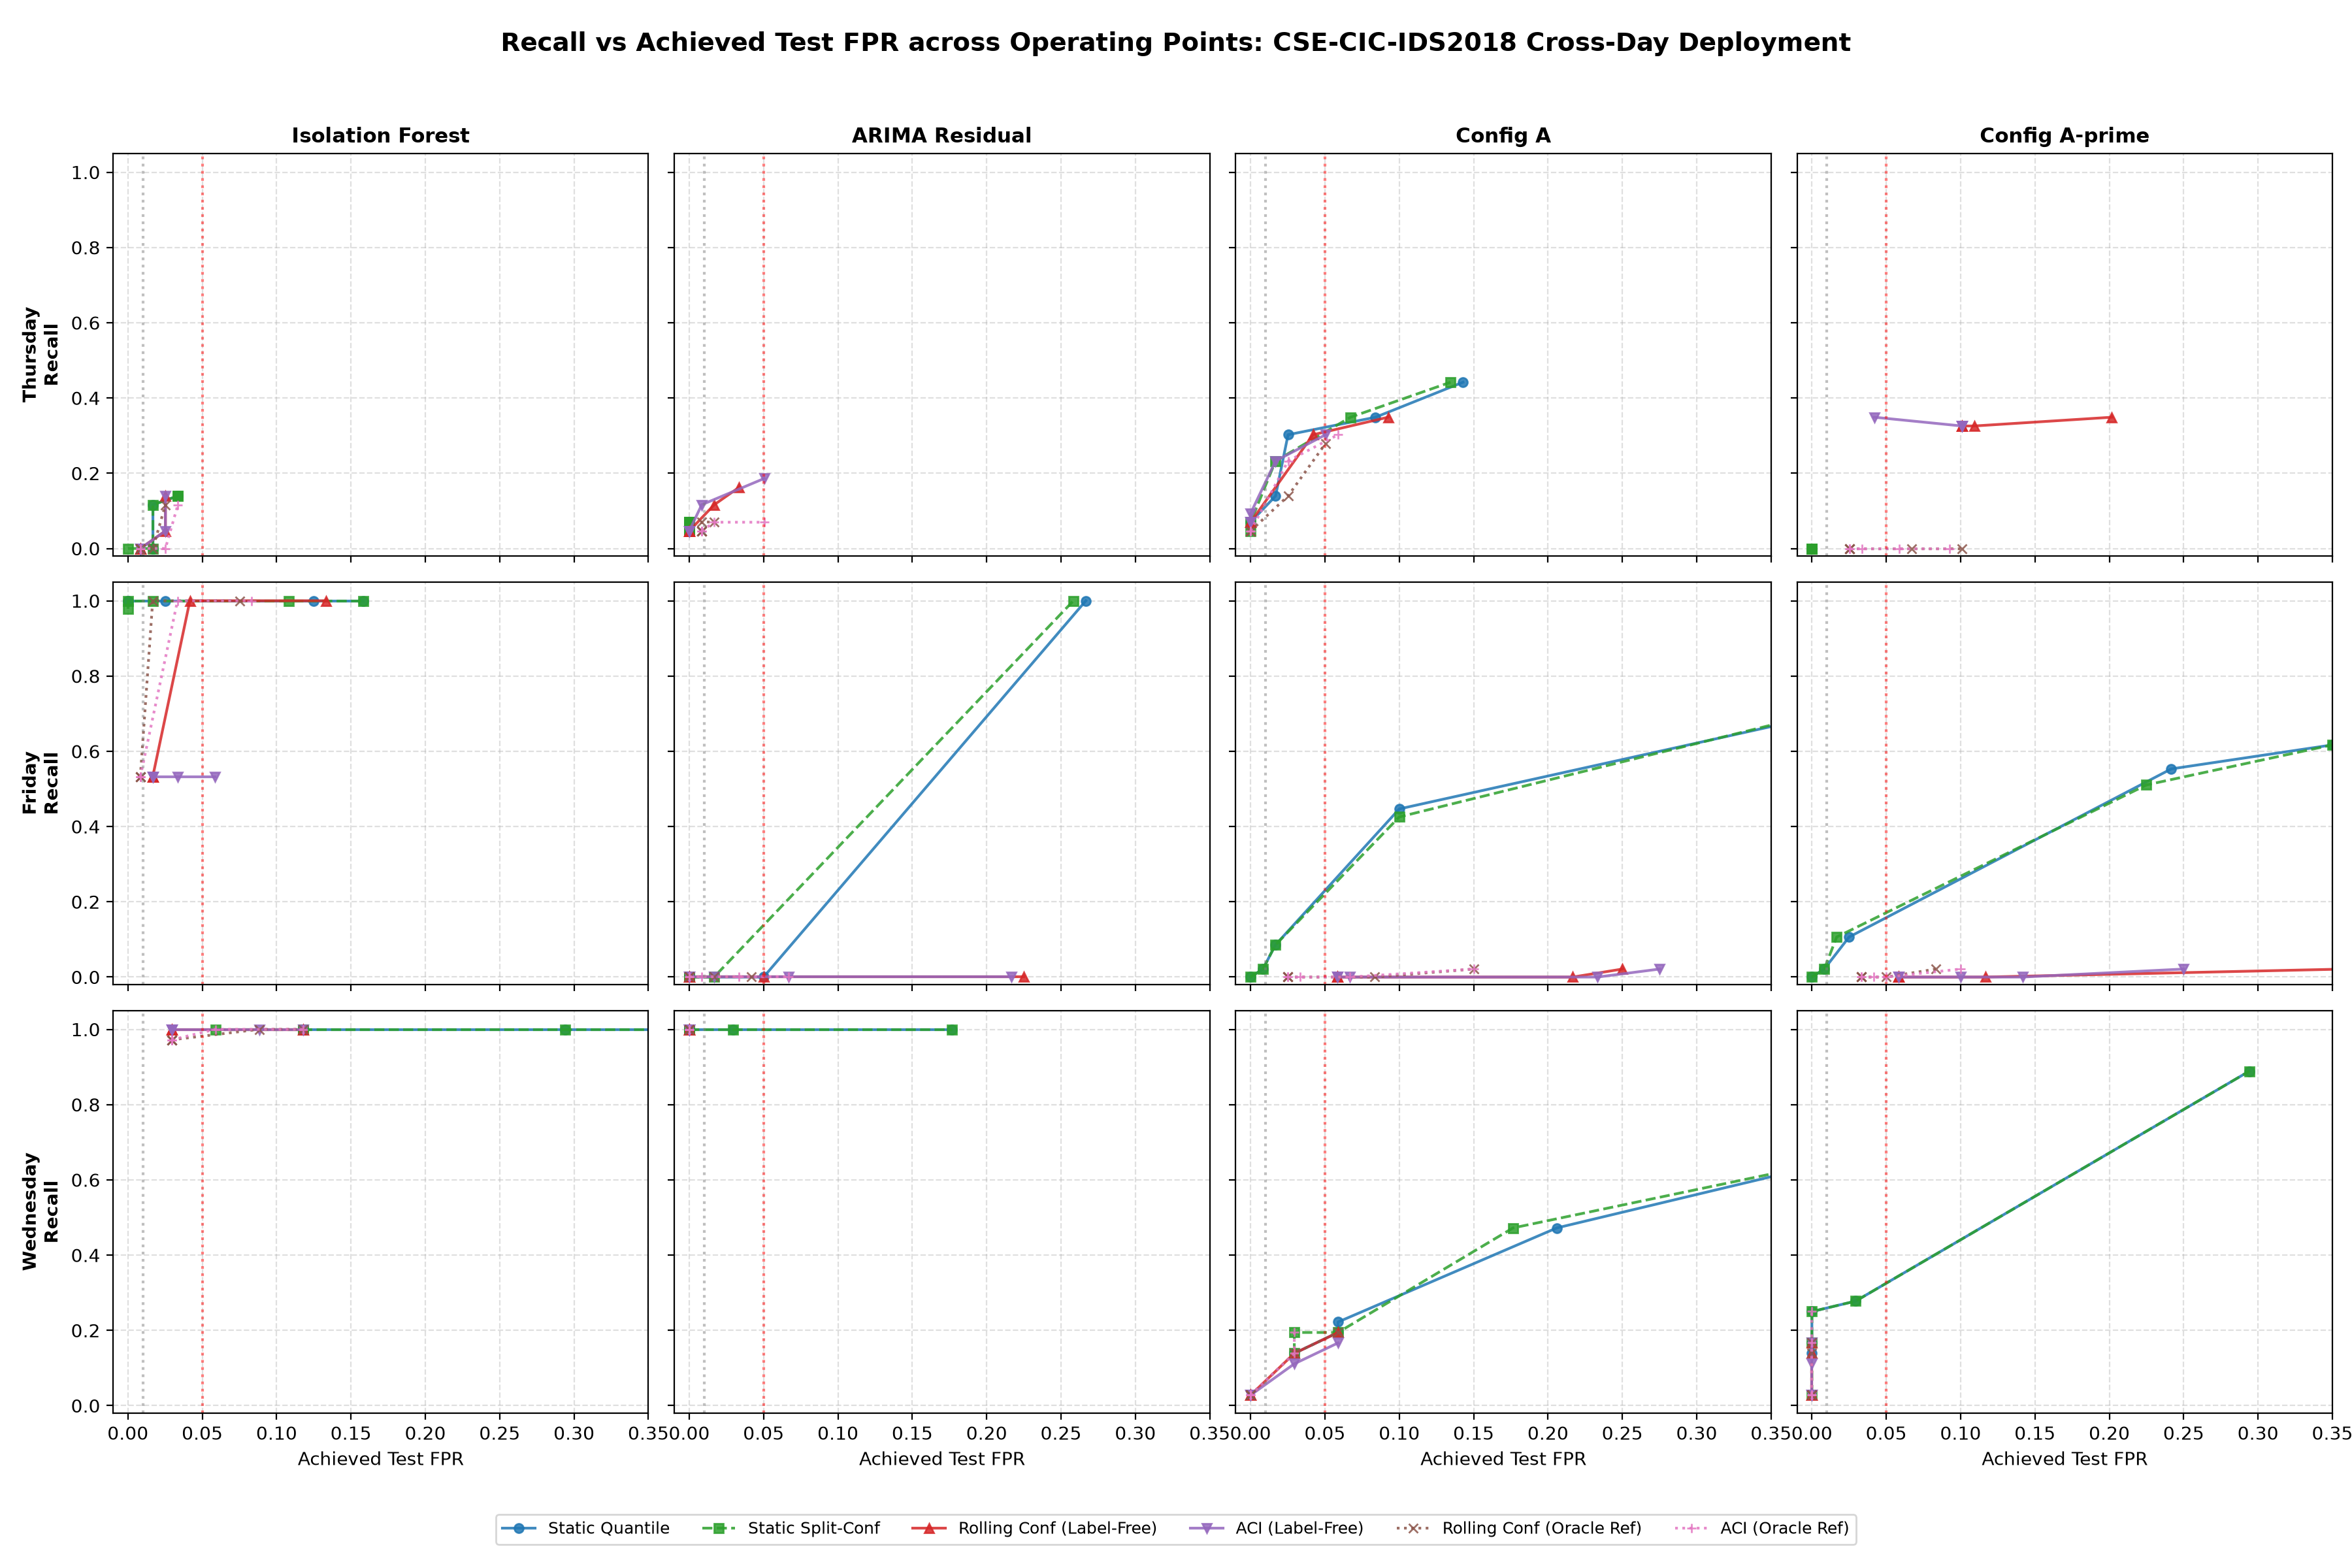 Recall vs Achieved Test FPR across Operating Points: CSE-CIC-IDS2018 Cross-Day Deployment
Isolation Forest
ARIMA Residual
Config A
Config A-prime
Thursday
Recall
1.0
0.8
0.6
0.4
0.2
0.0
Friday
Recall
1.0
0.8
0.6
0.4
0.2
0.0
Wednesday
Recall
1.0
0.8
0.6
0.4
0.2
0.0
0.00 0.05 0.10 0.15 0.20 0.25 0.30 0.35
0.00 0.05 0.10 0.15 0.20 0.25 0.30 0.35
0.00 0.05 0.10 0.15 0.20 0.25 0.30 0.35
0.00 0.05 0.10 0.15 0.20 0.25 0.30 0.35
Achieved Test FPR
Achieved Test FPR
Achieved Test FPR
Achieved Test FPR
Static Quantile
Static Split-Conf
Rolling Conf (Label-Free)
ACI (Label-Free)
Rolling Conf (Oracle Ref)
ACI (Oracle Ref)